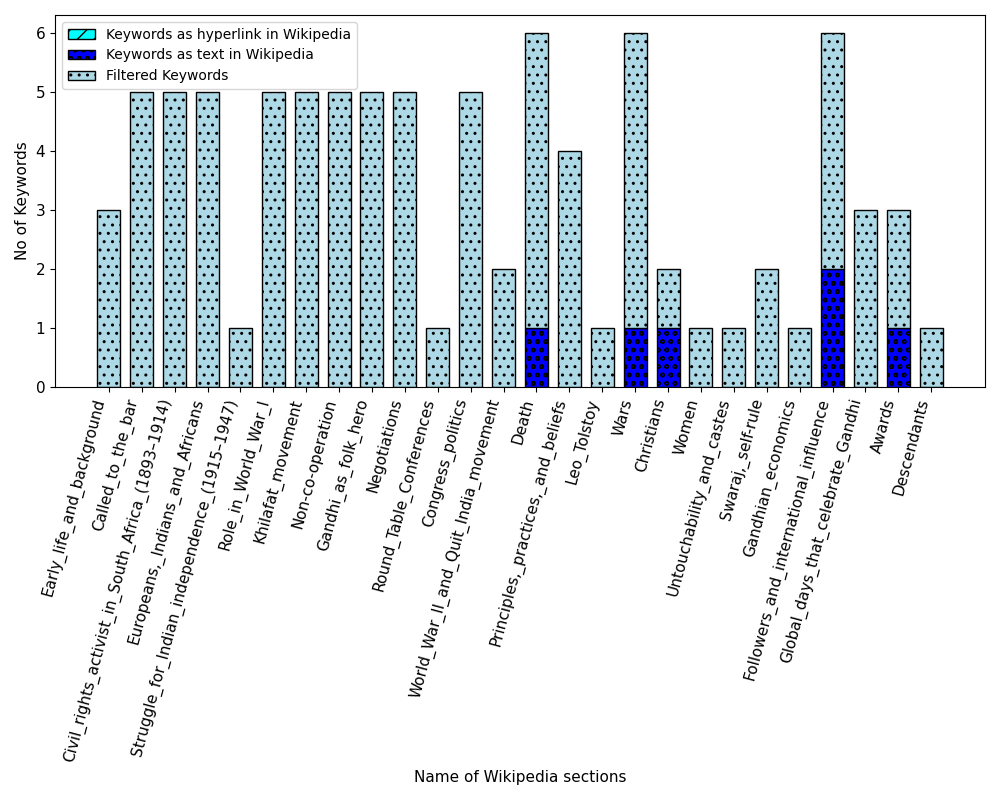 Keywords as hyperlink in Wikipedia
Keywords as text in Wikipedia
Filtered Keywords
No of Keywords
6
5
4
3
2
1
0
Early_life_and_background
Called_to_the_bar
Civil_rights_activist_in_South_Africa_(1893-1914)
Europeans,_Indians_and_Africans
Struggle_for_Indian_independence_(1915-1947)
Role_in_World_War_I
Khilafat_movement
Non-co-operation
Gandhi_as_folk_hero
Negotiations
Round_Table_Conferences
Congress_politics
World_War_II_and_Quit_India_movement
Death
Principles,_practices,_and_beliefs
Leo_Tolstoy
Wars
Christians
Women
Untouchability_and_castes
Swaraj,_self-rule
Gandhian_economics
Followers_and_international_influence
Global_days_that_celebrate_Gandhi
Awards
Descendants
Name of Wikipedia sections